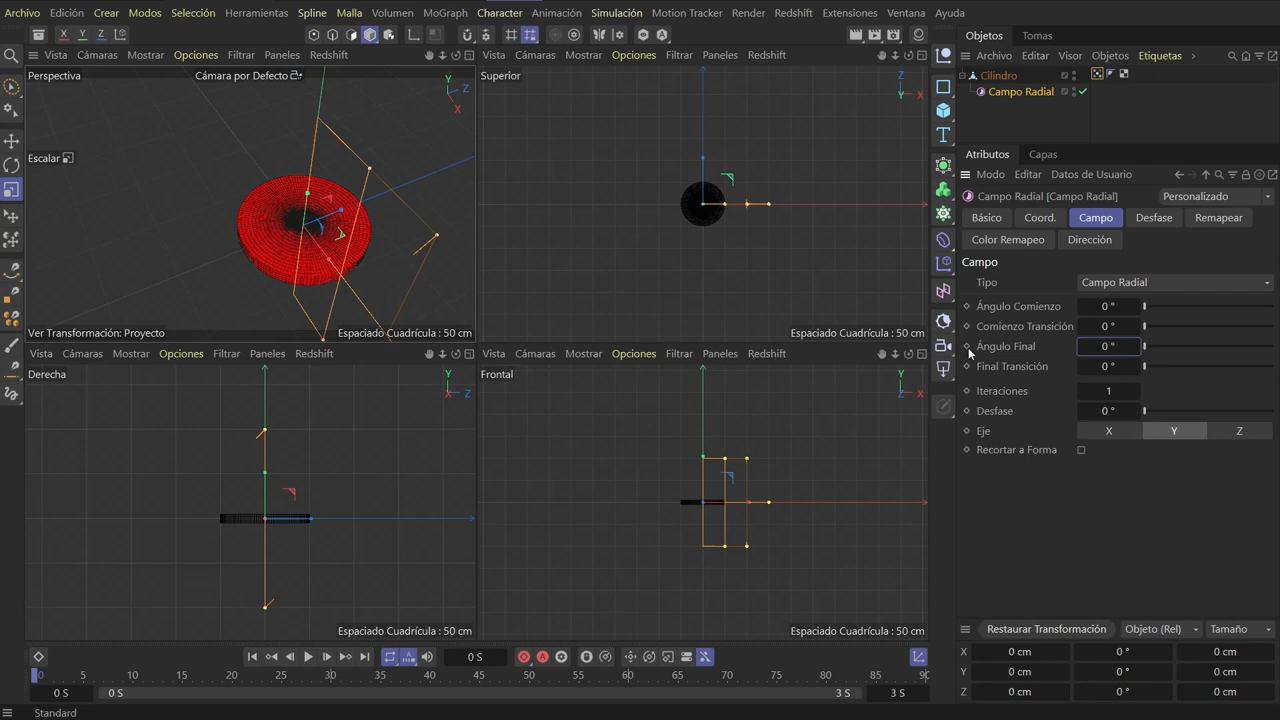 Archivo Edición Crear Modos Selección Herramientas Spline Malla Volumen MoGraph Character Animación Simulación Motion Tracker Render Redshift Extensiones Ventana Ayuda
X Y Z
Objetos Tomas
Vista Cámaras Mostrar Opciones Filtrar Paneles Redshift
Vista Cámaras Mostrar Opciones Filtrar Paneles Redshift
Archivo Editar Visor Objetos Etiquetas
Perspectiva Cámara por Defecto
Y Z X
Superior
Z Y X
Cilindro
Campo Radial
Escalar
Atributos Capas
Modo Editar Datos de Usuario
Campo Radial [Campo Radial] Personalizado
Básico Coord. Campo Desfase Remapear
Color Remapeo Dirección
Campo
Tipo Campo Radial
Ángulo Comienzo 0 °
Comienzo Transición 0 °
Ángulo Final 0 °
Final Transición 0 °
Iteraciones 1
Desfase 0 °
Eje X Y Z
Recortar a Forma
Ver Transformación: Proyecto Espaciado Cuadrícula : 50 cm
Espaciado Cuadrícula : 50 cm
Vista Cámaras Mostrar Opciones Filtrar Paneles Redshift
Vista Cámaras Mostrar Opciones Filtrar Paneles Redshift
Derecha
Y X Z
Frontal
Y Z X
Espaciado Cuadrícula : 50 cm
Espaciado Cuadrícula : 50 cm
Restaurar Transformación Objeto (Rel) Tamaño
0 S
X 0 cm 0 ° 0 cm
Y 0 cm 0 ° 0 cm
Z 0 cm 0 ° 0 cm
0 5 10 15 20 25 30 35 40 45 50 55 60 65 70 75 80 85 90
0 S 0 S 3 S 3 S
Standard